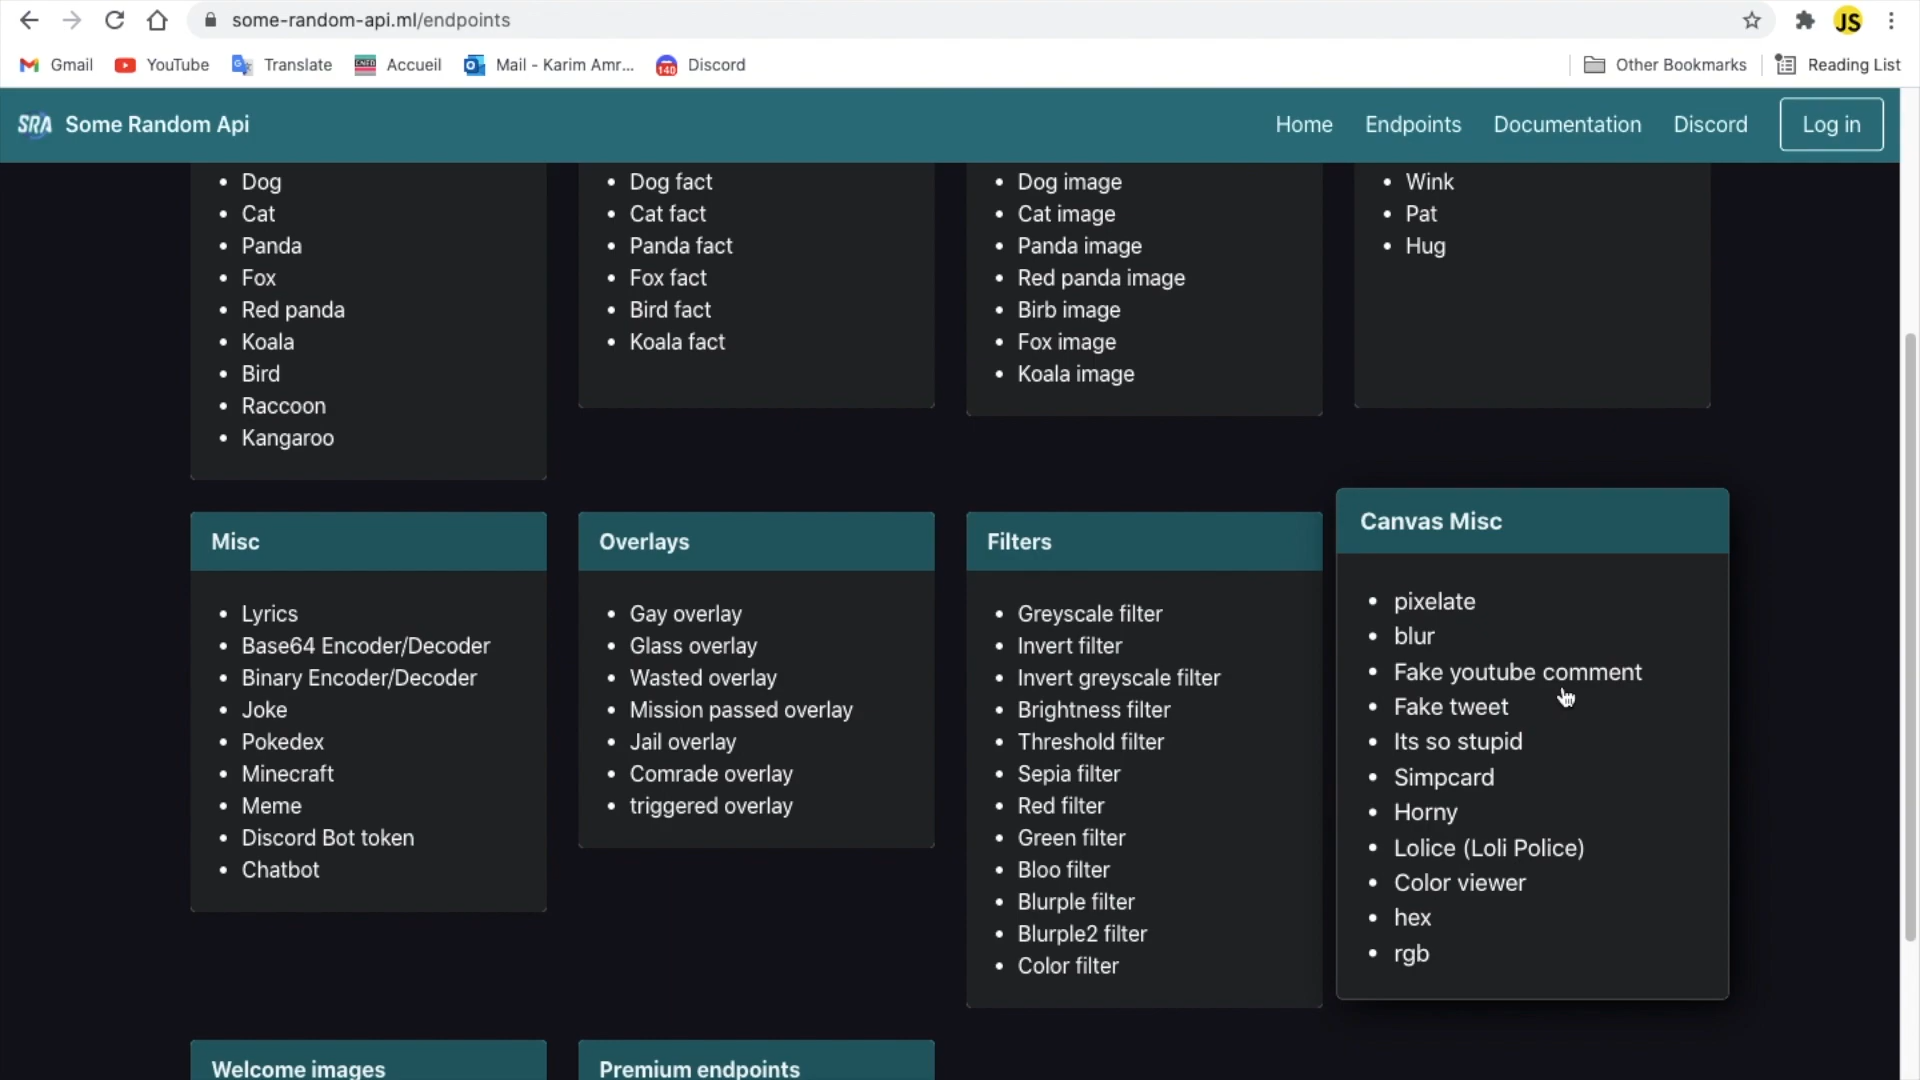 some-random-api.ml/endpoints
JS
Gmail
YouTube
Translate
CNED
Accueil
Mail - Karim Amr...
140
Discord
Other Bookmarks
Reading List
SRA
Some Random Api
Home
Endpoints
Documentation
Discord
Log in
Dog
Cat
Panda
Fox
Red panda
Koala
Bird
Raccoon
Kangaroo
Dog fact
Cat fact
Panda fact
Fox fact
Bird fact
Koala fact
Dog image
Cat image
Panda image
Red panda image
Birb image
Fox image
Koala image
Wink
Pat
Hug
Misc
Lyrics
Base64 Encoder/Decoder
Binary Encoder/Decoder
Joke
Pokedex
Minecraft
Meme
Discord Bot token
Chatbot
Overlays
Gay overlay
Glass overlay
Wasted overlay
Mission passed overlay
Jail overlay
Comrade overlay
triggered overlay
Filters
Greyscale filter
Invert filter
Invert greyscale filter
Brightness filter
Threshold filter
Sepia filter
Red filter
Green filter
Bloo filter
Blurple filter
Blurple2 filter
Color filter
Canvas Misc
pixelate
blur
Fake youtube comment
Fake tweet
Its so stupid
Simpcard
Horny
Lolice (Loli Police)
Color viewer
hex
rgb
Welcome images
Premium endpoints